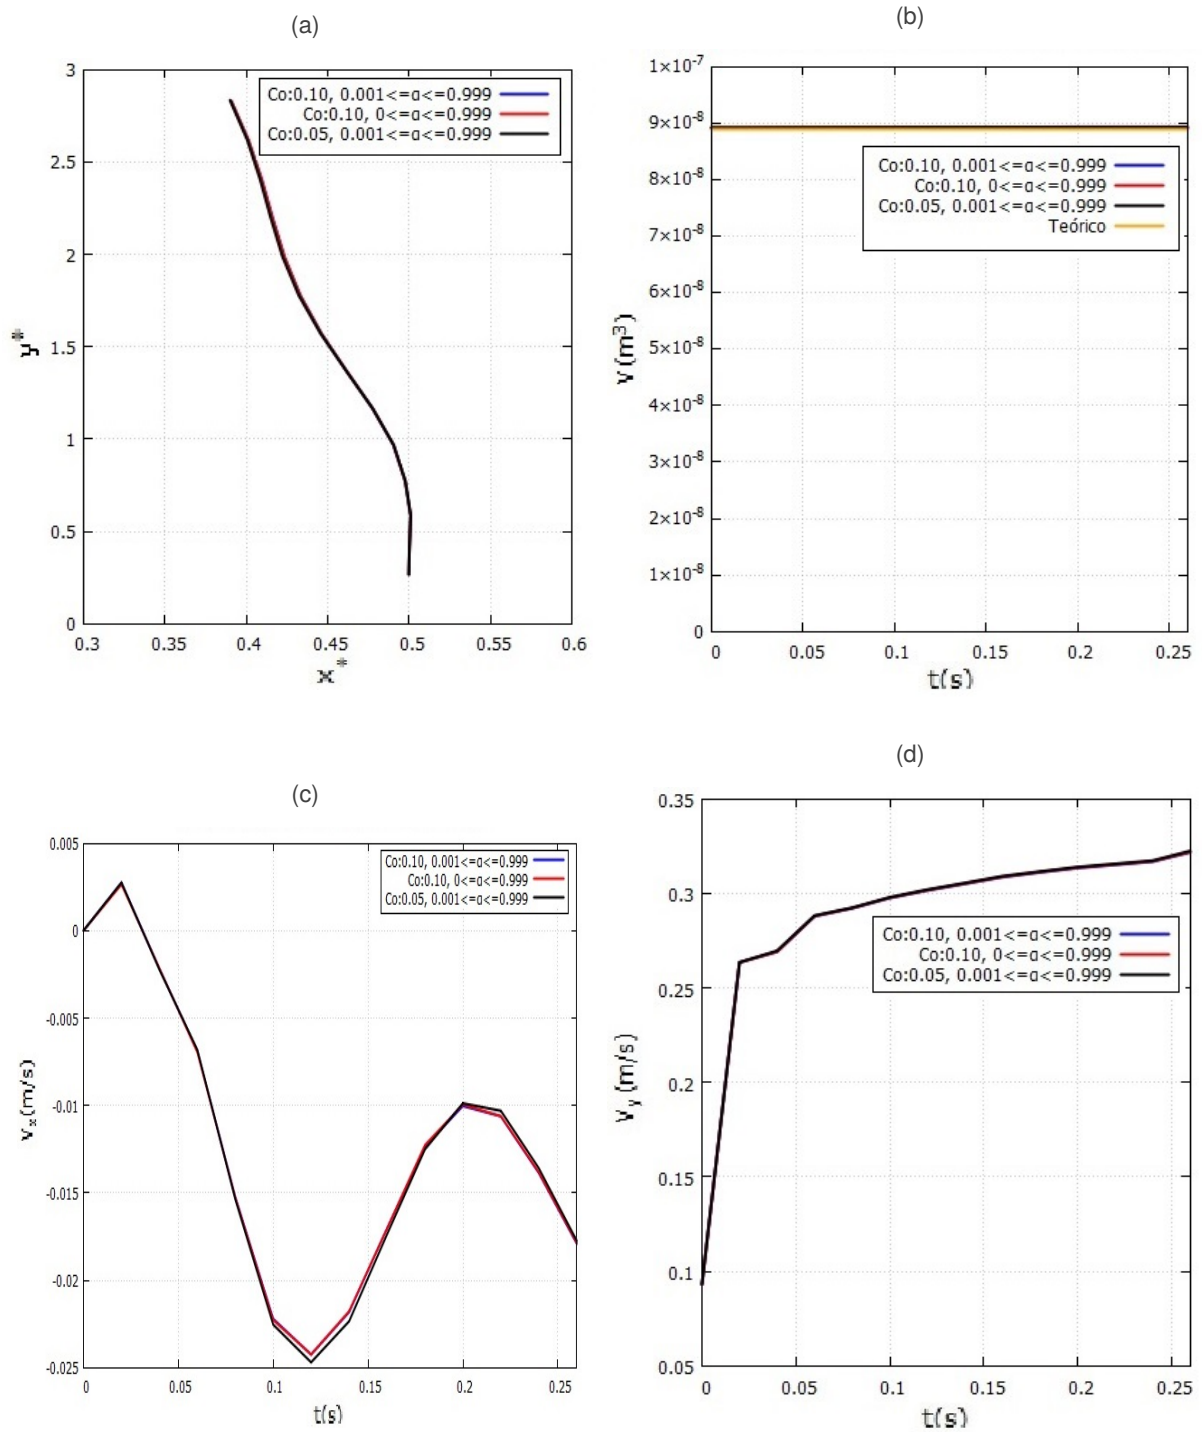 (a)
3
2.5
2
1.5
1
0.5
0
y*
Co:0.10, 0.001<=α<=0.999
Co:0.10, 0<=α<=0.999
Co:0.05, 0.001<=α<=0.999
0.3 0.35 0.4 0.45 0.5 0.55 0.6
x*
(b)
1×10⁻⁷
9×10⁻⁸
8×10⁻⁸
7×10⁻⁸
6×10⁻⁸
5×10⁻⁸
4×10⁻⁸
3×10⁻⁸
2×10⁻⁸
1×10⁻⁸
0
V(m³)
Co:0.10, 0.001<=α<=0.999
Co:0.10, 0<=α<=0.999
Co:0.05, 0.001<=α<=0.999
Teórico
0 0.05 0.1 0.15 0.2 0.25
t(s)
(c)
0.005
0
-0.005
-0.01
-0.015
-0.02
-0.025
Vₓ(m/s)
Co:0.10, 0.001<=α<=0.999
Co:0.10, 0<=α<=0.999
Co:0.05, 0.001<=α<=0.999
0 0.05 0.1 0.15 0.2 0.25
t(s)
(d)
0.35
0.3
0.25
0.2
0.15
0.1
0.05
Vy(m/s)
Co:0.10, 0.001<=α<=0.999
Co:0.10, 0<=α<=0.999
Co:0.05, 0.001<=α<=0.999
0 0.05 0.1 0.15 0.2 0.25
t(s)